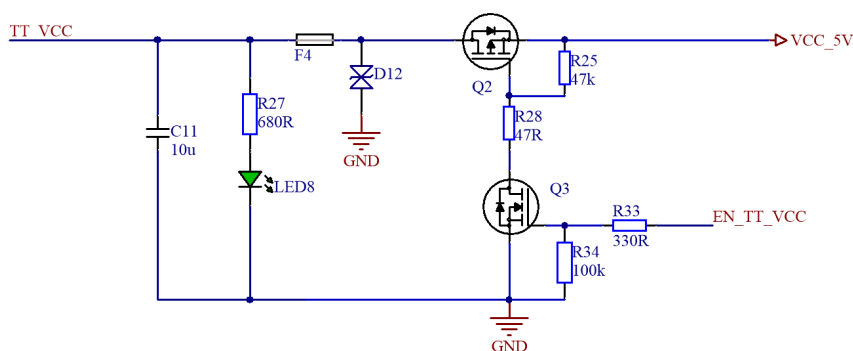 TT_VCC
VCC_5V
F4
R25
47k
D12
Q2
R27
680R
R28
47R
C11
10u
GND
LED8
Q3
R33
330R
EN_TT_VCC
R34
100k
GND